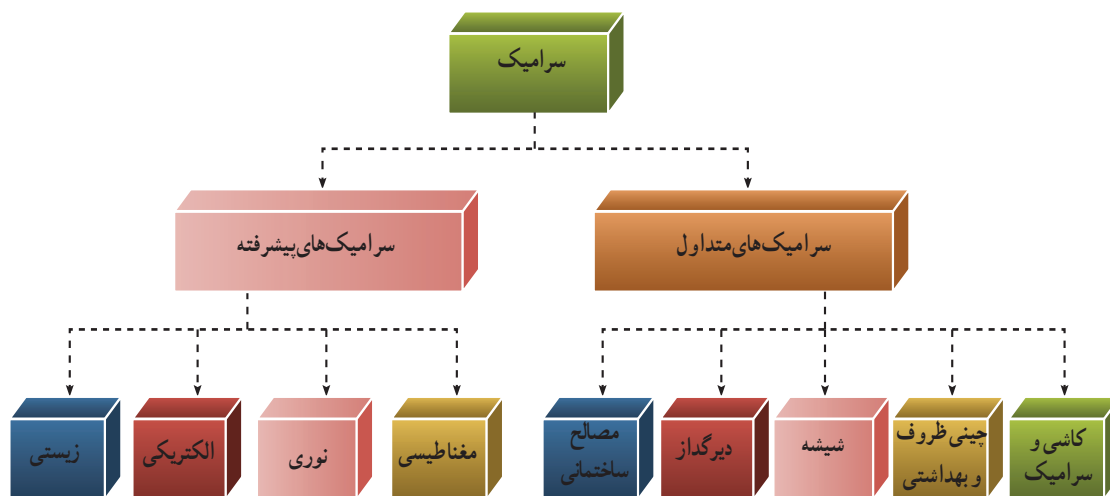 سرامیک
سرامیک‌های متداول
سرامیک‌های پیشرفته
کاشی و
سرامیک
چینی ظروف
و بهداشتی
شیشه
دیرگداز
مصالح
ساختمانی
مغناطیسی
نوری
الکتریکی
زیستی